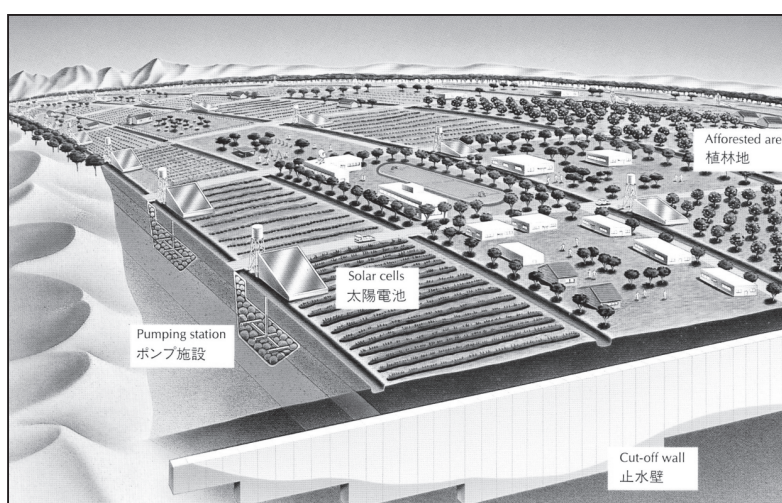 Afforested are
植林地
Solar cells
太陽電池
Pumping station
ポンプ施設
Cut-off wall
止水壁